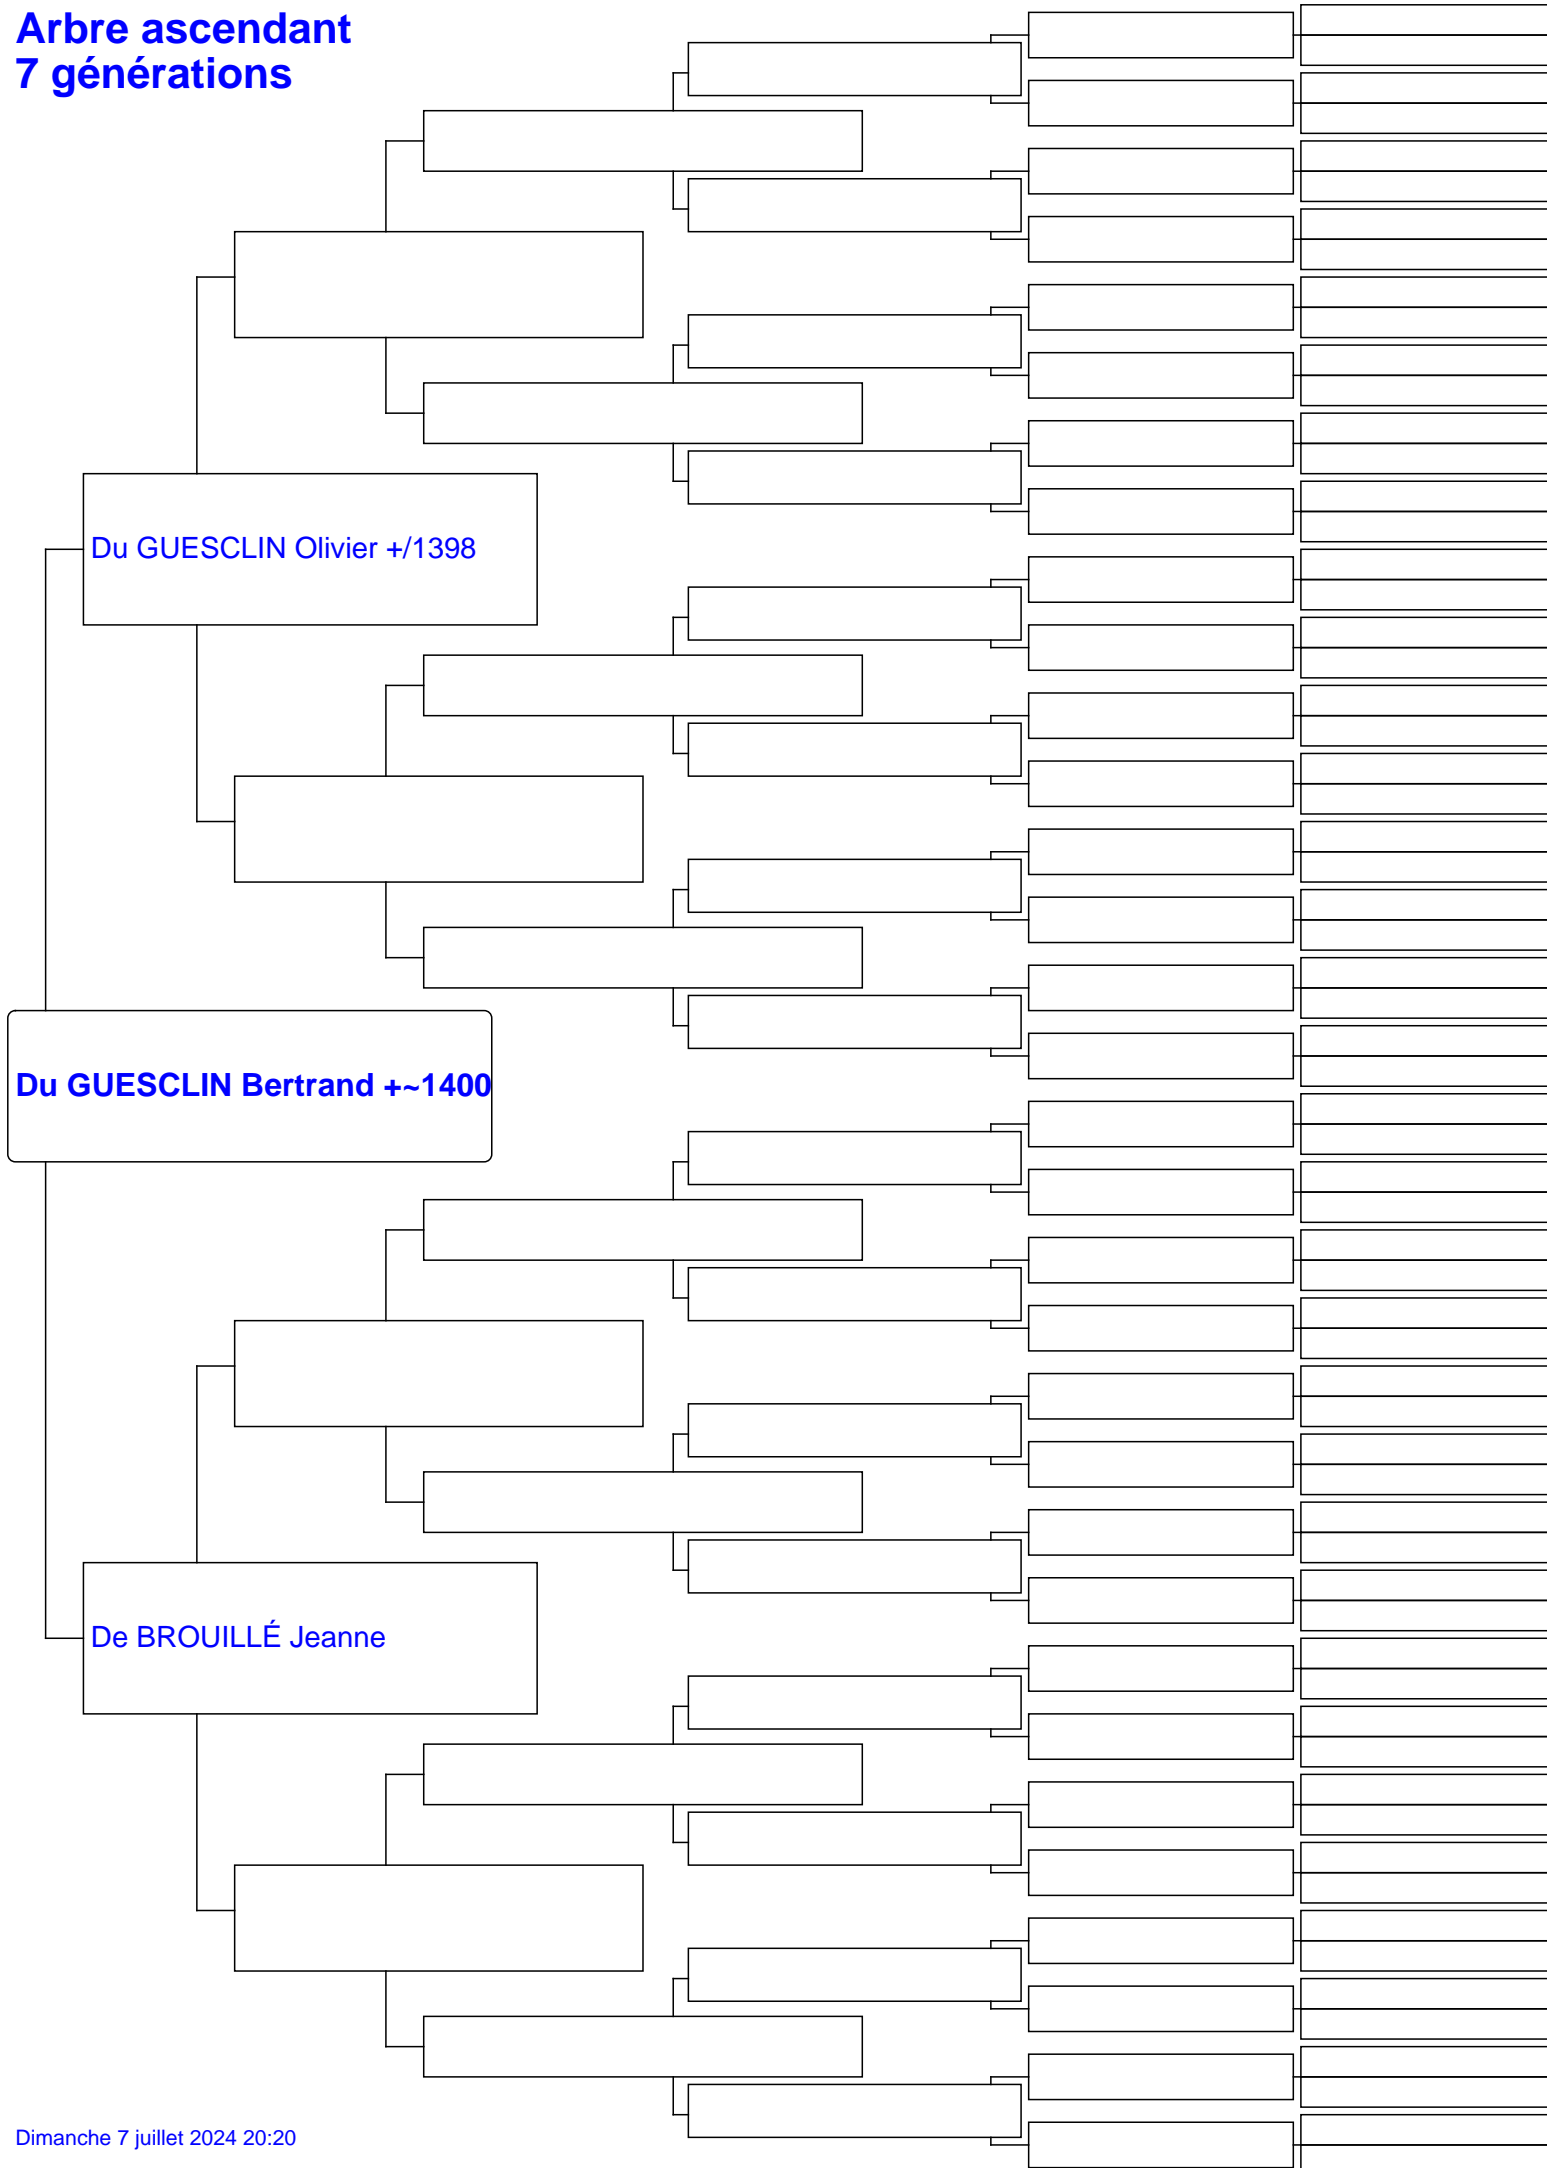 Arbre ascendant
7 générations
Du GUESCLIN Olivier +/1398
Du GUESCLIN Bertrand +~1400
De BROUILLÉ Jeanne
Dimanche 7 juillet 2024 20:20